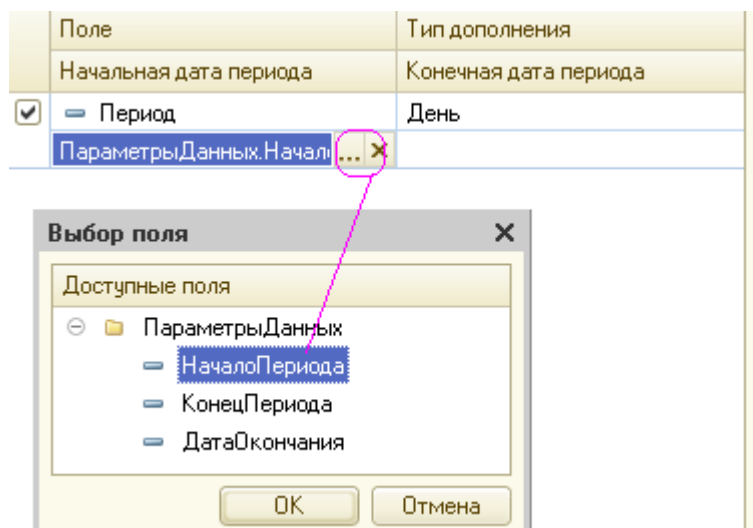 Поле Тип дополнения
Начальная дата периода Конечная дата периода
Период День
ПараметрыДанных.Начал ...
Выбор поля
Доступные поля
ПараметрыДанных
НачалоПериода
КонецПериода
ДатаОкончания
OK Отмена